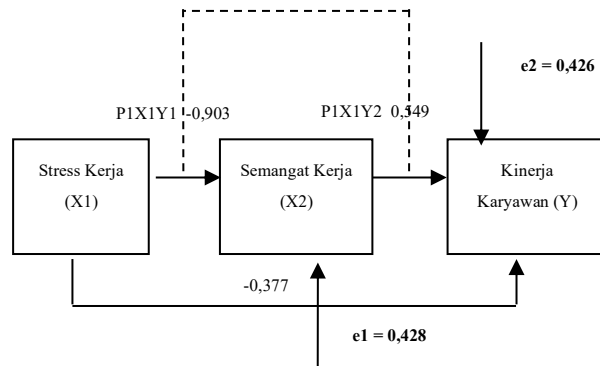 e2 = 0,426
P1X1Y1 -0,903
P1X1Y2 0,549
Stress Kerja
(X1)
Semangat Kerja
(X2)
Kinerja
Karyawan (Y)
-0,377
e1 = 0,428